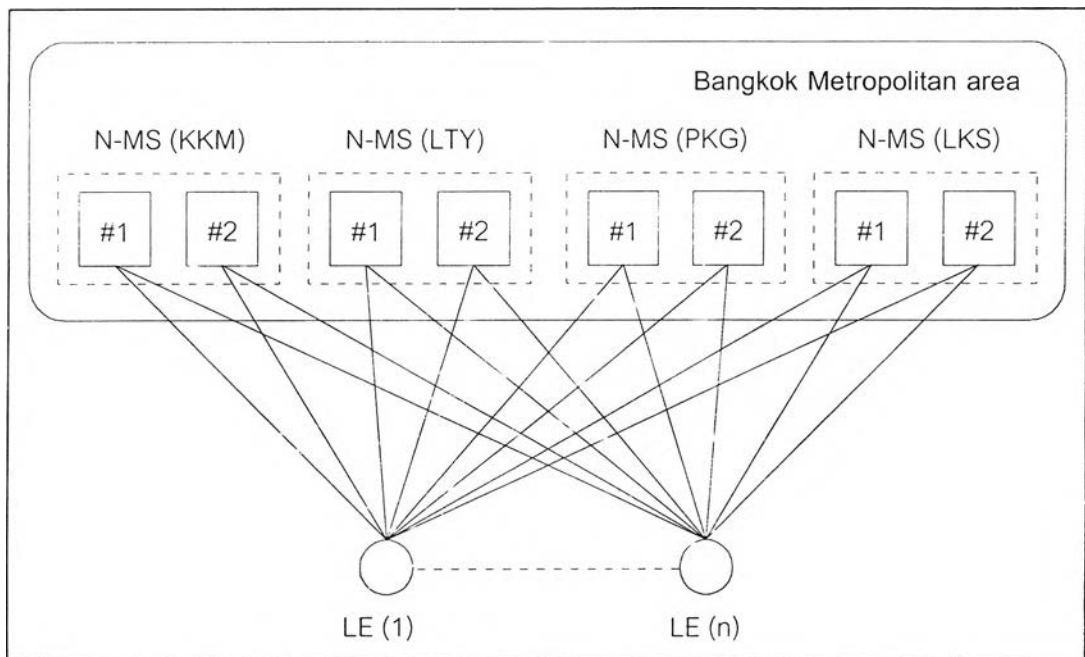 Bangkok Metropolitan area
N-MS (KKM) N-MS (LTY) N-MS (PKG) N-MS (LKS)
#1 #2 #1 #2 #1 #2 #1 #2
LE (1) LE (n)